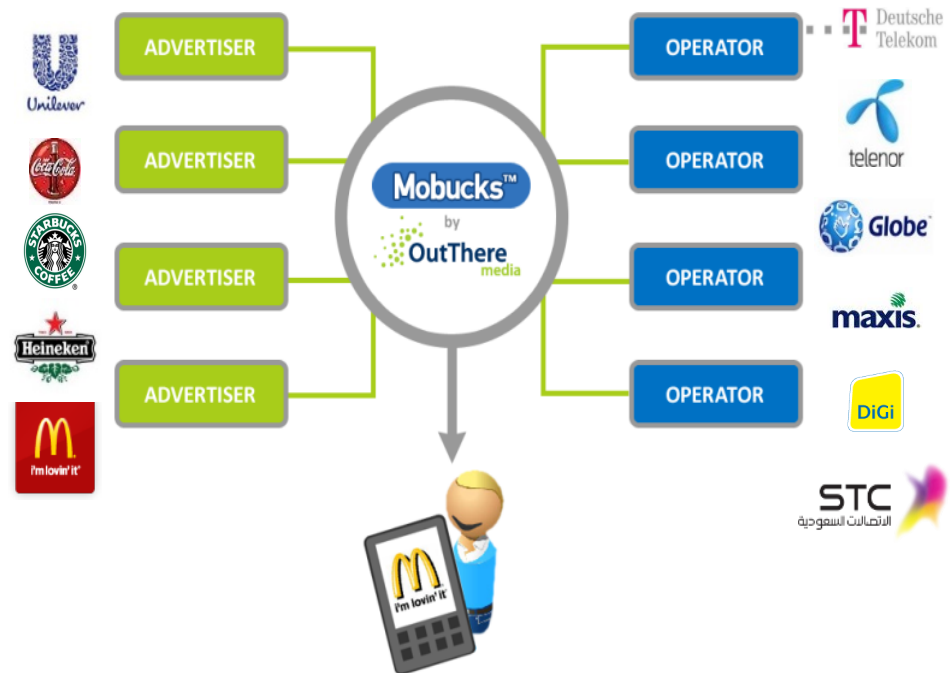 ADVERTISER
ADVERTISER
ADVERTISER
ADVERTISER
Unilever
Coca-Cola
STARBUCKS
COFFEE
®
Heineken
M
i'm lovin' it®
Mobucks™
by
OutThere
media
OPERATOR
OPERATOR
OPERATOR
OPERATOR
T Deutsche
Telekom
telenor
Globe
maxis.
DiGi
STC
الاتصالات السعودية
M
i'm lovin' it